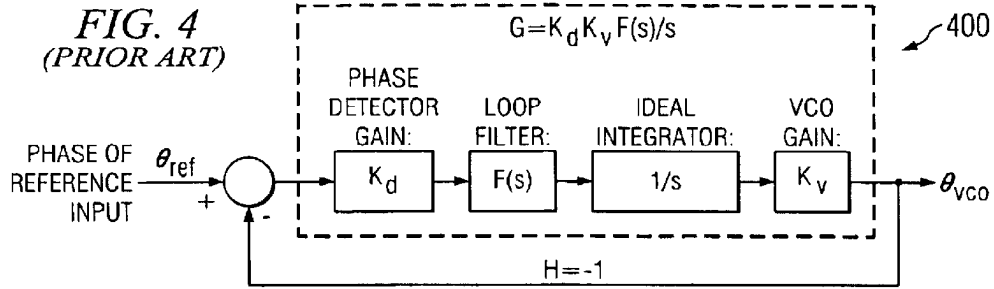 FIG. 4
(PRIOR ART)
G=KdKvF(s)/s
400
PHASE
DETECTOR
GAIN:
LOOP
FILTER:
IDEAL
INTEGRATOR:
VCO
GAIN:
PHASE OF
REFERENCE
INPUT
θref
+
-
Kd
F(s)
1/s
Kv
θVCO
H=-1